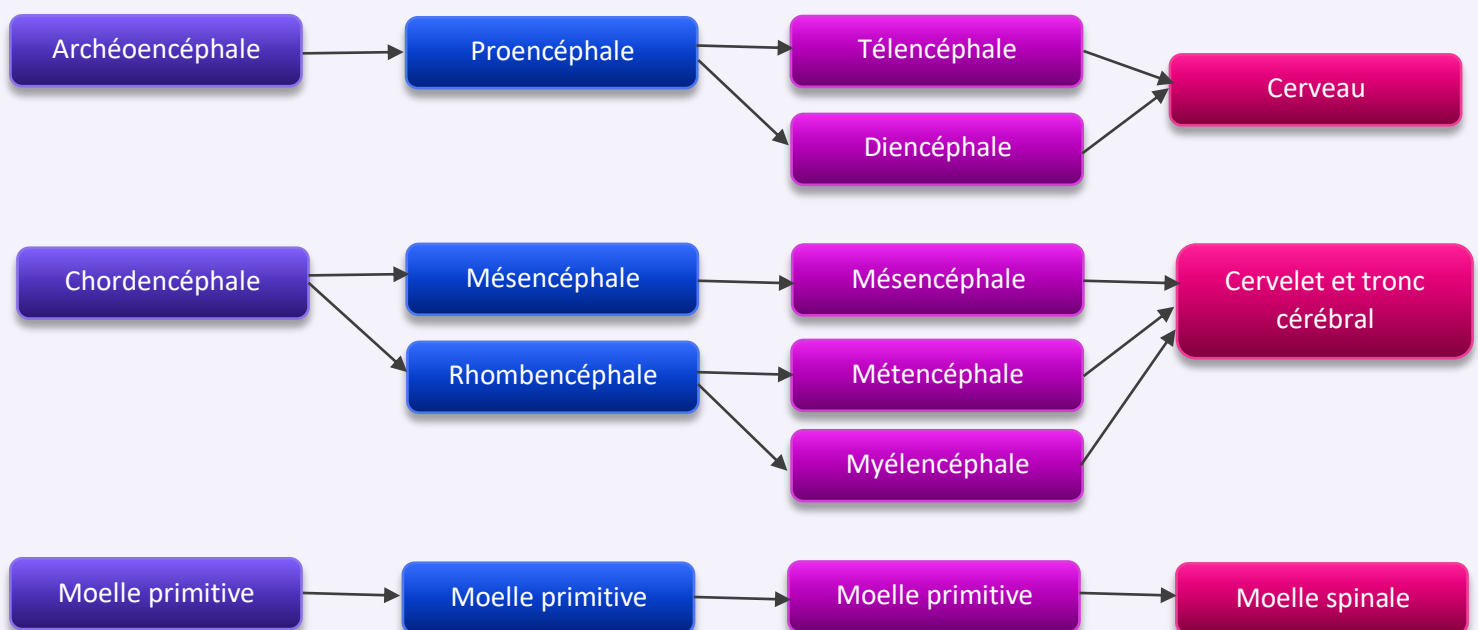 Archéoencéphale
Proencéphale
Télencéphale
Cerveau
Diencéphale
Chordencéphale
Mésencéphale
Mésencéphale
Cervelet et tronc
cérébral
Rhombencéphale
Métencéphale
Myélencéphale
Moelle primitive
Moelle primitive
Moelle primitive
Moelle spinale